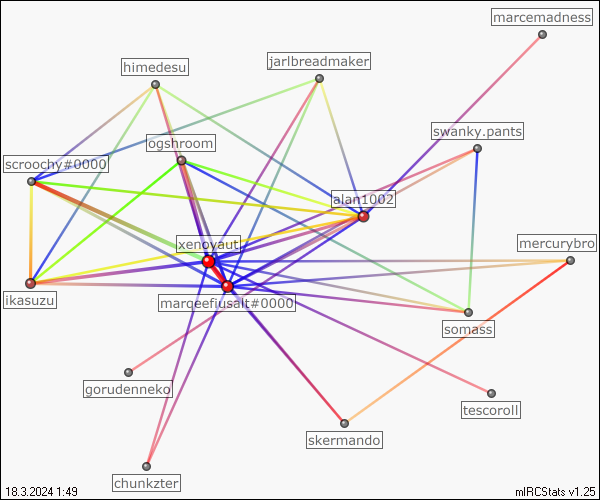 marcemadness
jarlbreadmaker
himedesu
swanky.pants
ogshroom
scroochy#0000
alan1002
xenoyaut
mercurybro
ikasuzu
marqeefiusalt#0000
somass
gorudenneko
tescoroll
skermando
chunkzter
18.3.2024 1:49
mIRCStats v1.25